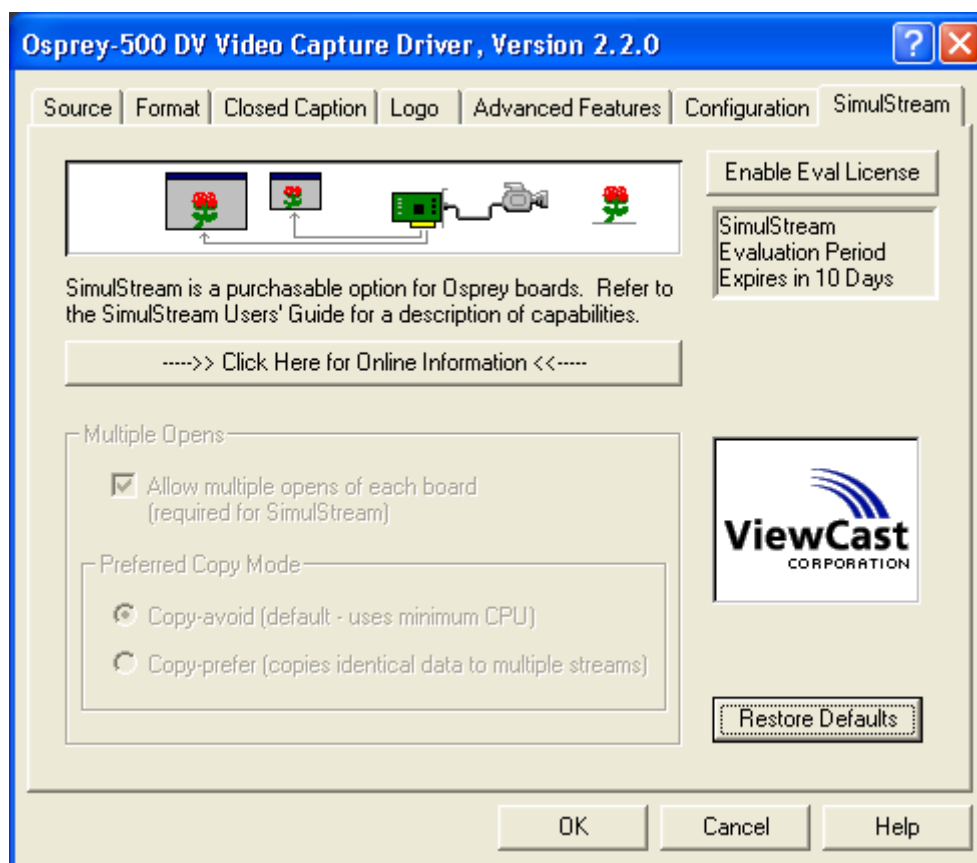 Osprey-500 DV Video Capture Driver, Version 2.2.0
Source Format Closed Caption Logo Advanced Features Configuration SimulStream
Enable Eval License
SimulStream
Evaluation Period
Expires in 10 Days
SimulStream is a purchasable option for Osprey boards. Refer to
the SimulStream Users' Guide for a description of capabilities.
----->> Click Here for Online Information <<-----
Multiple Opens
Allow multiple opens of each board
(required for SimulStream)
Preferred Copy Mode
Copy-avoid (default - uses minimum CPU)
Copy-prefer (copies identical data to multiple streams)
ViewCast
CORPORATION
Restore Defaults
OK Cancel Help